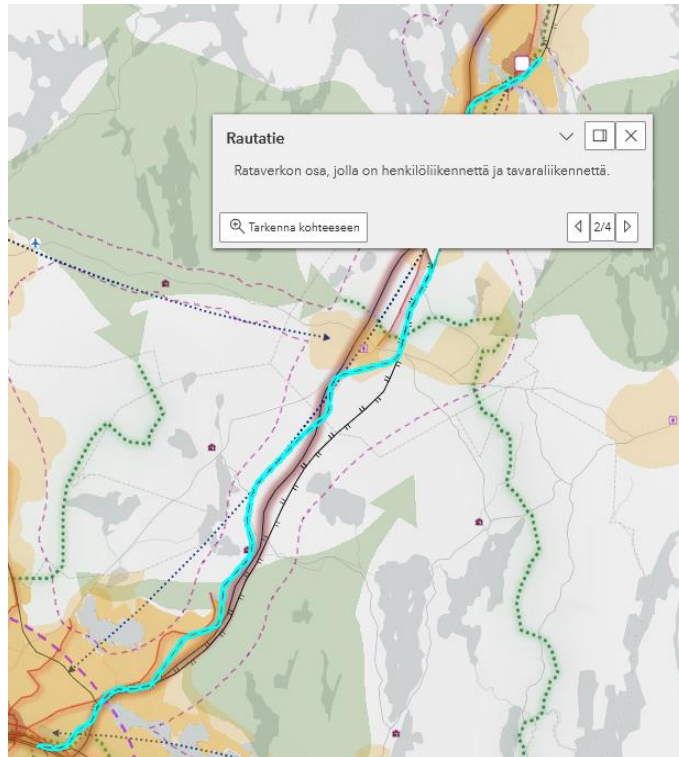 Rautatie
Rataverkon osa, jolla on henkilöliikennettä ja tavaraliikennettä.
Tarkenna kohteeseen
2/4